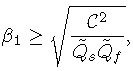 β₁ ≥ √(𝒞² / (Q̃ₛ Q̃_f)),